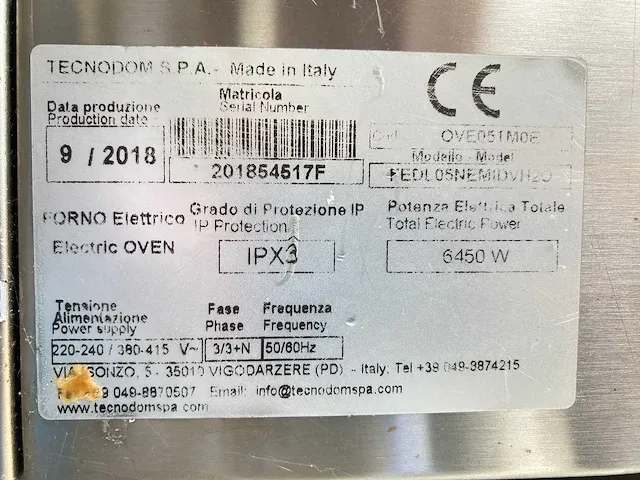 TECNODOM S.P.A. - Made in Italy
CE
Data produzione
Production date
9 / 2018
Matricola
Serial Number
201854517F
Cod.
OVE051M0E
Modello - Model
FEDL05NEMIDVH2O
FORNO Elettrico
Electric OVEN
Grado di Protezione IP
IP Protection
IPX3
Potenza Elettrica Totale
Total Electric Power
6450 W
Tensione
Alimentazione
Power supply
220-240 / 380-415 V~
Fase
Phase
3/3+N
Frequenza
Frequency
50/60Hz
VIA ISONZO, - 35010 VIGODARZERE (PD) - Italy; Tel +39 049-8874215
049-8870507 Email: info@tecnodomspa.com
www.tecnodomspa.com